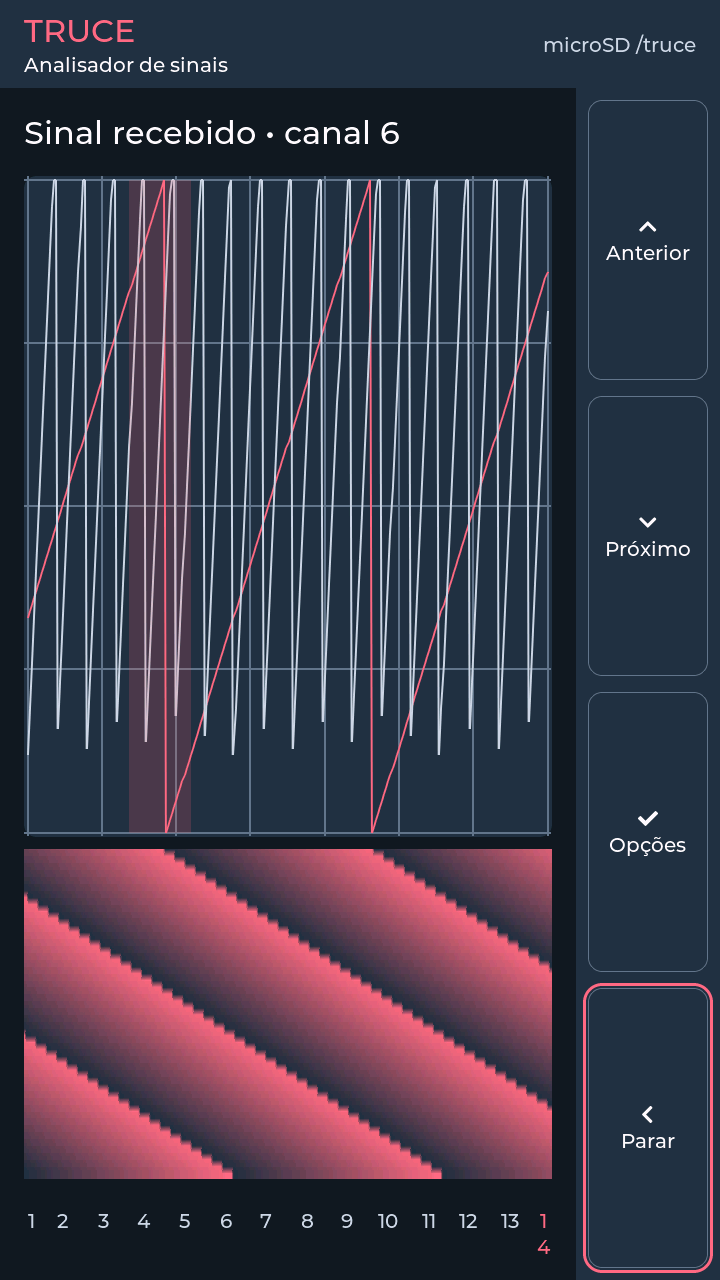 TRUCE
Analisador de sinais
microSD /truce
Sinal recebido • canal 6
Anterior
Próximo
Opções
Parar
1 2 3 4 5 6 7 8 9 10 11 12 13 1
4